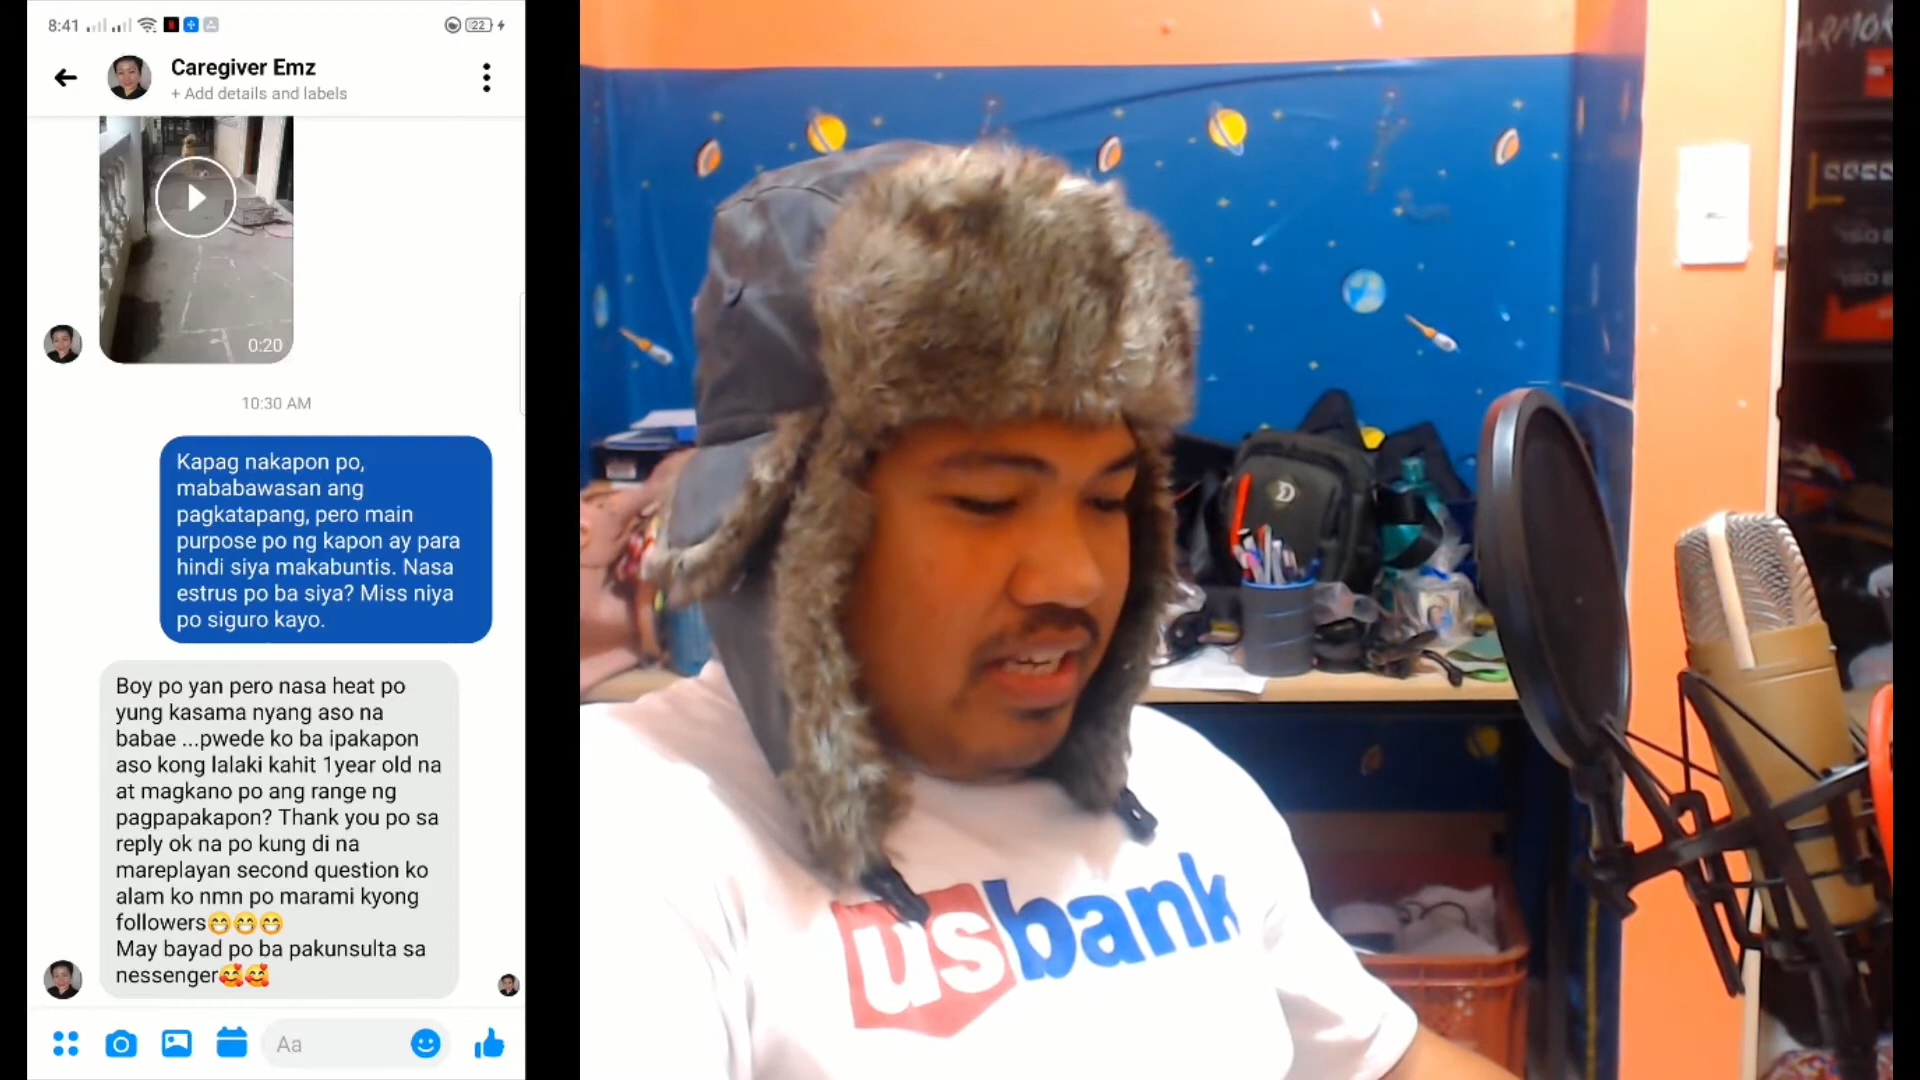 8:41
22
Caregiver Emz
+ Add details and labels
0:20
10:30 AM
Kapag nakapon po,
mababawasan ang
pagkatapang, pero main
purpose po ng kapon ay para
hindi siya makabuntis. Nasa
estrus po ba siya? Miss niya
po siguro kayo.
Boy po yan pero nasa heat po
yung kasama nyang aso na
babae ...pwede ko ba ipakapon
aso kong lalaki kahit 1year old na
at magkano po ang range ng
pagpapakapon? Thank you po sa
reply ok na po kung di na
mareplayan second question ko
alam ko nmn po marami kyong
followers😁😁😁
May bayad po ba pakunsulta sa
nessenger🥰🥰
Aa
usbank
ARMOR